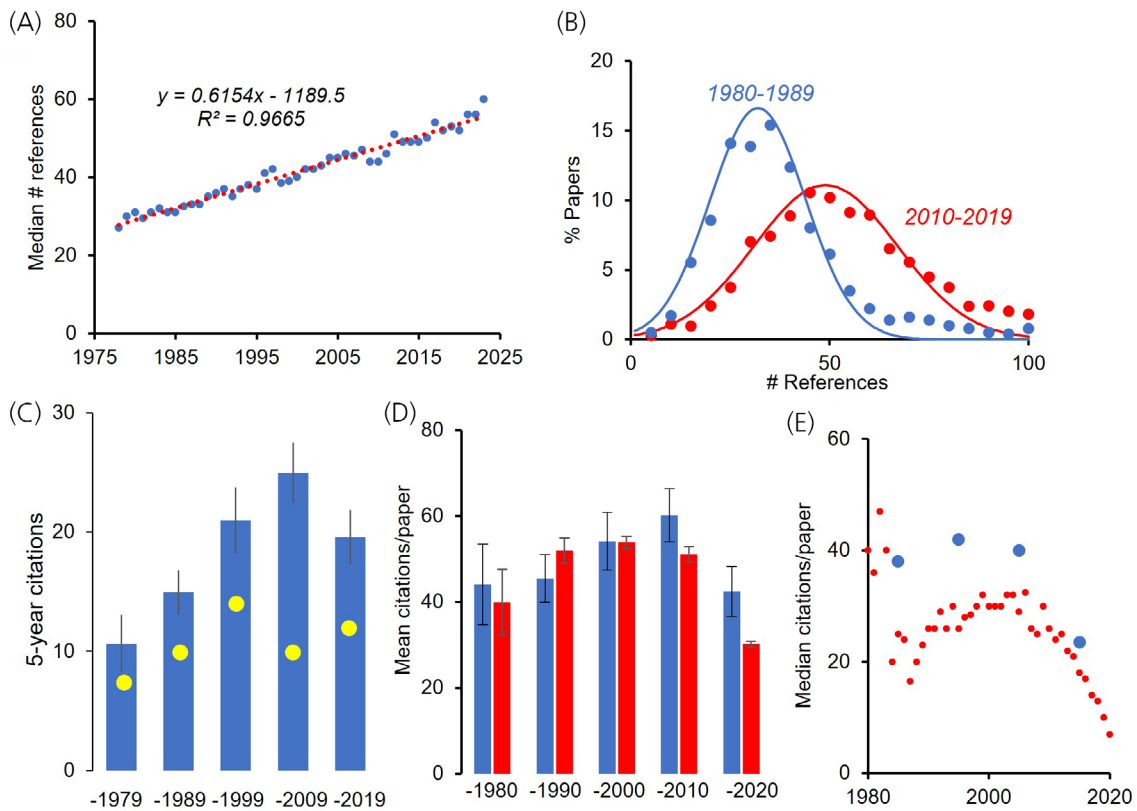 (A)
80
60
40
20
0
Median # references
y = 0.6154x - 1189.5
R² = 0.9665
1975 1985 1995 2005 2015 2025
(B)
20
15
10
5
0
% Papers
1980-1989
2010-2019
0 50 100
# References
(C)
30
20
10
0
5-year citations
-1979 -1989 -1999 -2009 -2019
(D)
80
60
40
20
0
Mean citations/paper
-1980 -1990 -2000 -2010 -2020
(E)
60
40
20
0
Median citations/paper
1980 2000 2020